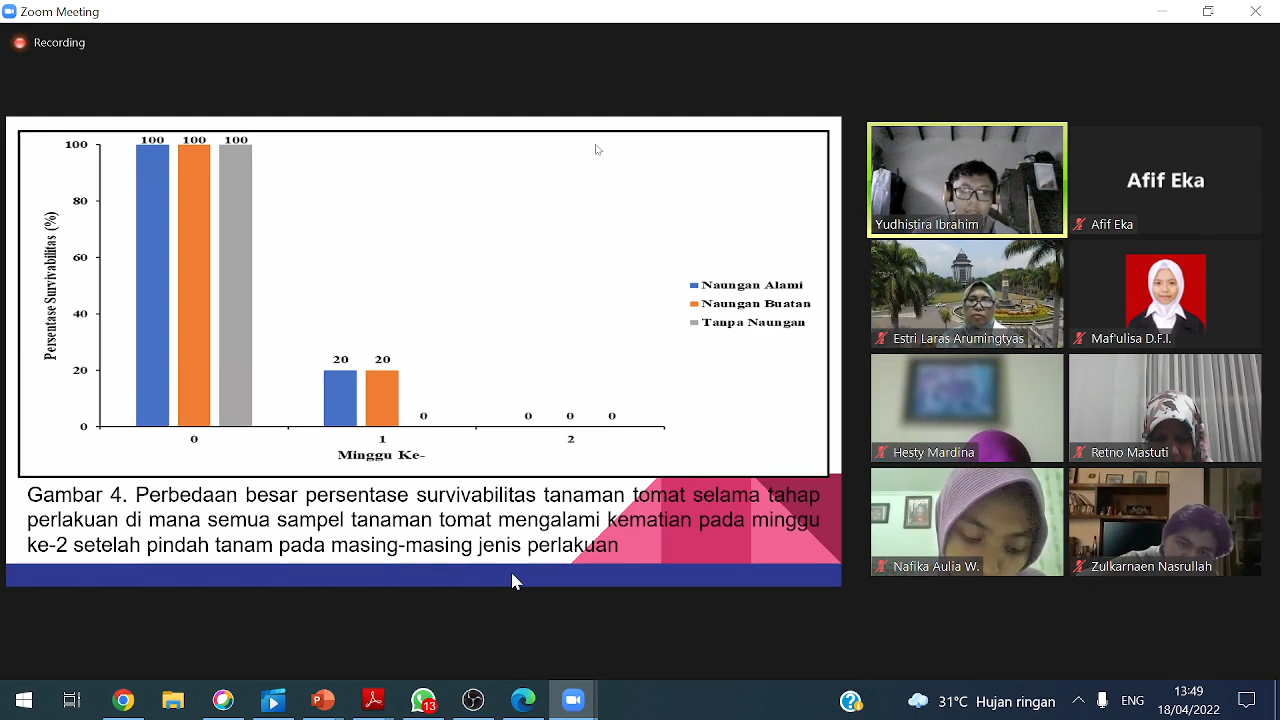 Zoom Meeting
Recording
100 100 100
100
80
60
40
20
0
Persentase Survivabilitas (%)
20 20 0
0 0 0
0 1 2
Minggu Ke-
Naungan Alami
Naungan Buatan
Tanpa Naungan
Gambar 4. Perbedaan besar persentase survivabilitas tanaman tomat selama tahap
perlakuan di mana semua sampel tanaman tomat mengalami kematian pada minggu
ke-2 setelah pindah tanam pada masing-masing jenis perlakuan
Yudhistira Ibrahim
Afif Eka
Afif Eka
Estri Laras Arumingtyas
Maf'ulisa D.F.I.
Hesty Mardina
Retno Mastuti
Nafika Aulia W.
Zulkarnaen Nasrullah
13
31°C Hujan ringan
ENG
13:49
18/04/2022